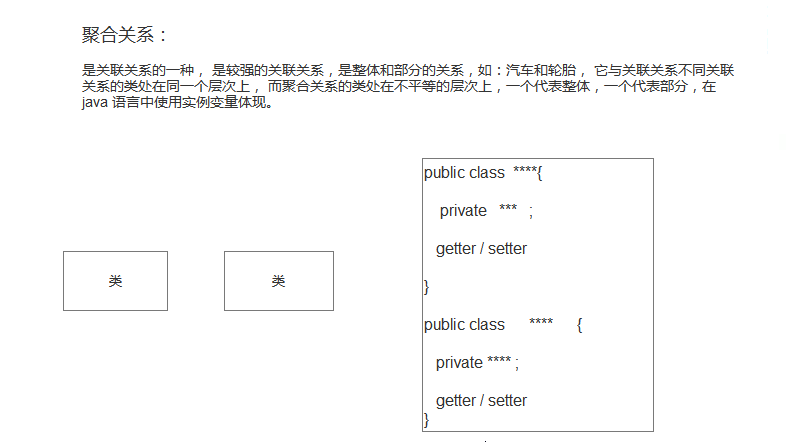 聚合关系：
是关联关系的一种， 是较强的关联关系，是整体和部分的关系，如：汽车和轮胎， 它与关联关系不同关联
关系的类处在同一个层次上， 而聚合关系的类处在不平等的层次上，一个代表整体，一个代表部分，在
java 语言中使用实例变量体现。
类
类
public class  ****{
private   ***   ;
getter / setter
}
public class      ****      {
private **** ;
getter / setter
}